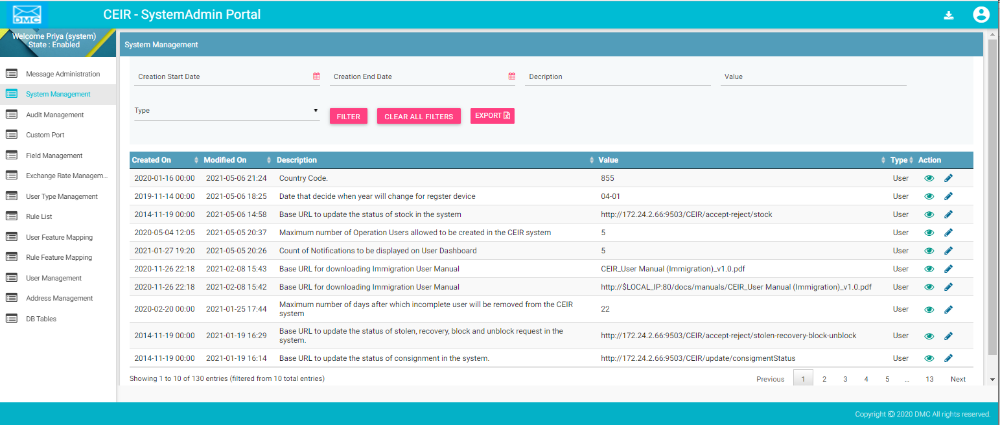 DMC
CEIR - SystemAdmin Portal
Welcome Priya (system)
State : Enabled
Message Administration
System Management
Audit Management
Custom Port
Field Management
Exchange Rate Managem...
User Type Management
Rule List
User Feature Mapping
Rule Feature Mapping
User Management
Address Management
DB Tables
System Management
Creation Start Date Creation End Date Decription Value
Type ▼ FILTER CLEAR ALL FILTERS EXPORT
Created On Modified On Description Value Type Action
2020-01-16 00:00 2021-05-06 21:24 Country Code. 855 User
2019-11-14 00:00 2021-05-06 18:25 Date that decide when year will change for regster device 04-01 User
2014-11-19 00:00 2021-05-06 14:58 Base URL to update the status of stock in the system http://172.24.2.66:9503/CEIR/accept-reject/stock User
2020-05-04 12:05 2021-05-05 20:37 Maximum number of Operation Users allowed to be created in the CEIR system 5 User
2021-01-27 19:20 2021-05-05 20:26 Count of Notifications to be displayed on User Dashboard 5 User
2020-11-26 22:18 2021-02-08 15:43 Base URL for downloading Immigration User Manual CEIR_User Manual (Immigration)_v1.0.pdf User
2020-11-26 22:18 2021-02-08 15:42 Base URL for downloading Immigration User Manual http://$LOCAL_IP:80/docs/manuals/CEIR_User Manual (Immigration)_v1.0.pdf User
2020-02-20 00:00 2021-01-25 17:44 Maximum number of days after which incomplete user will be removed from the CEIR
system 22 User
2014-11-19 00:00 2021-01-19 16:29 Base URL to update the status of stolen, recovery, block and unblock request in the
system. http://172.24.2.66:9503/CEIR/accept-reject/stolen-recovery-block-unblock User
2014-11-19 00:00 2021-01-19 16:14 Base URL to update the status of consignment in the system. http://172.24.2.66:9503/CEIR/update/consigmentStatus User
Showing 1 to 10 of 130 entries (filtered from 10 total entries) Previous 1 2 3 4 5 ... 13 Next
Copyright © 2020 DMC All rights reserved.